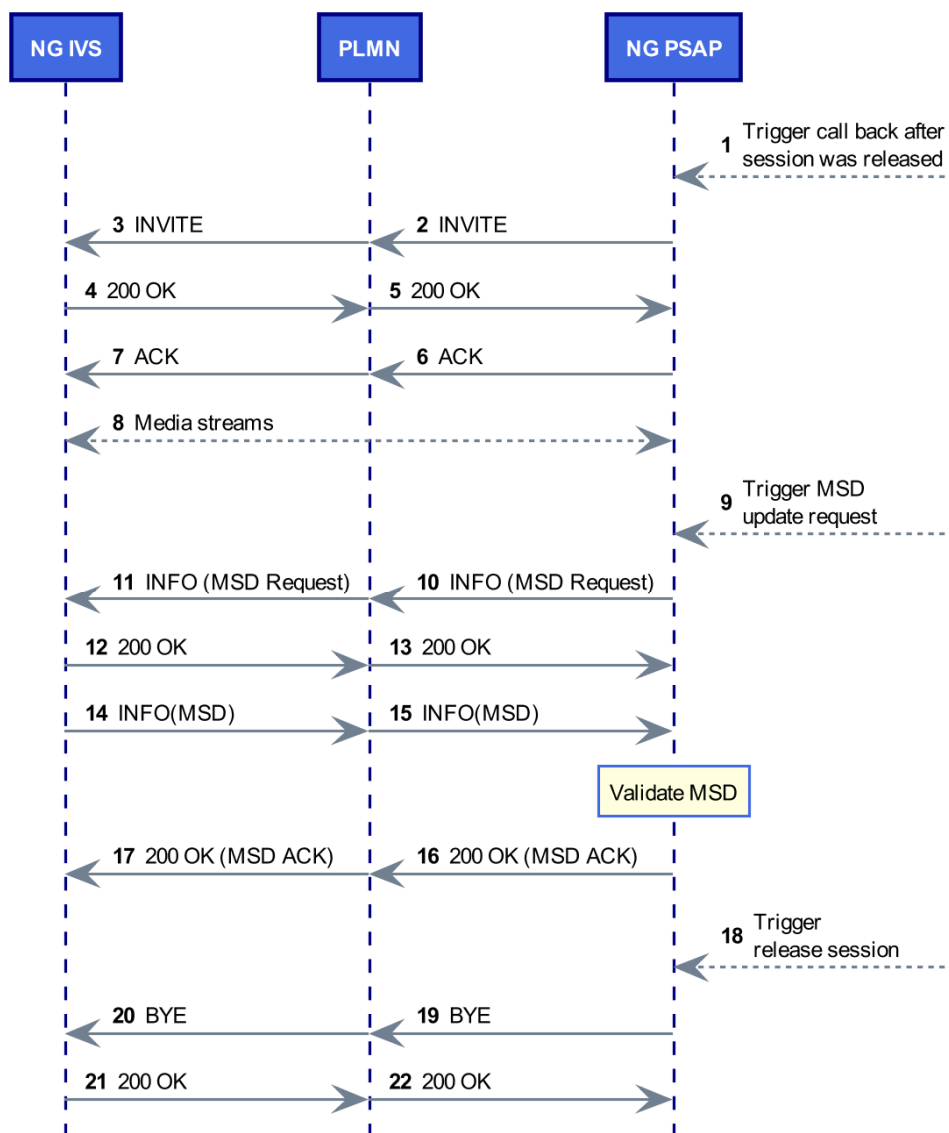 NG IVS
PLMN
NG PSAP
1 Trigger call back after
session was released
3 INVITE
2 INVITE
4 200 OK
5 200 OK
7 ACK
6 ACK
8 Media streams
9 Trigger MSD
update request
11 INFO (MSD Request)
10 INFO (MSD Request)
12 200 OK
13 200 OK
14 INFO(MSD)
15 INFO(MSD)
Validate MSD
17 200 OK (MSD ACK)
16 200 OK (MSD ACK)
18 Trigger
release session
20 BYE
19 BYE
21 200 OK
22 200 OK